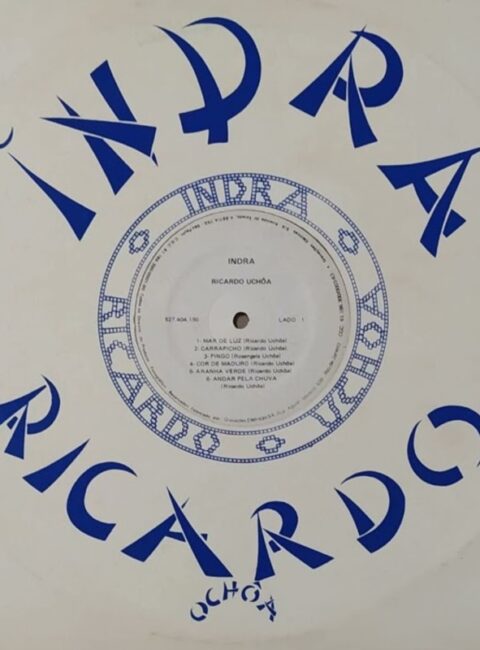 INDRA
INDRA
INDRA
RICARDO UCHÔA
527.404.190
LADO 1
1- MAR DE LUZ (Ricardo Uchôa)
2- CARRAPICHO (Ricardo Uchôa)
3- PINGO (Rosangela Uchôa)
4- COR DE MADURO (Ricardo Uchôa)
5- ARANHA VERDE (Ricardo Uchôa)
6- ANDAR PELA CHUVA
(Ricardo Uchôa)
RICARDO
RICARDO
OCHÔA